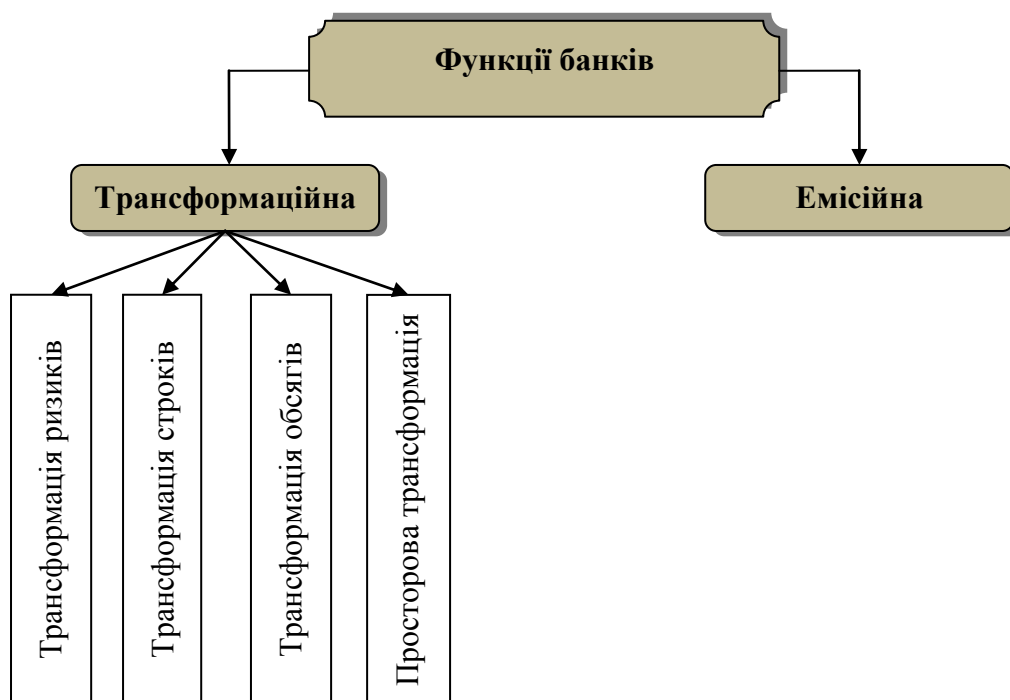 Функції банків
Трансформаційна
Емісійна
Трансформація ризиків
Трансформація строків
Трансформація обсягів
Просторова трансформація